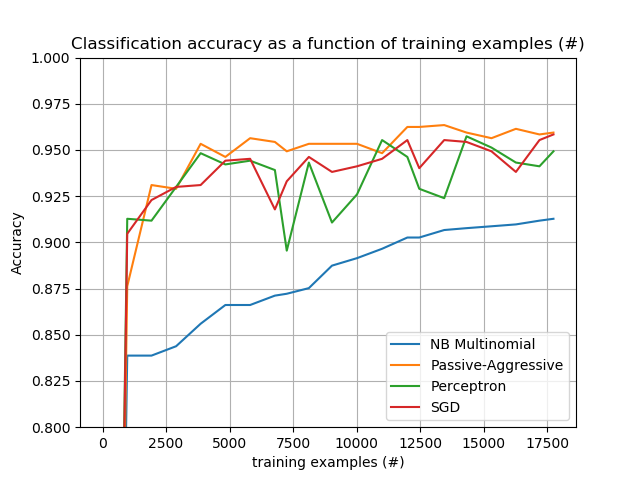 Classification accuracy as a function of training examples (#)
1.000
0.975
0.950
0.925
0.900
0.875
0.850
0.825
0.800
Accuracy
NB Multinomial
Passive-Aggressive
Perceptron
SGD
0 2500 5000 7500 10000 12500 15000 17500
training examples (#)